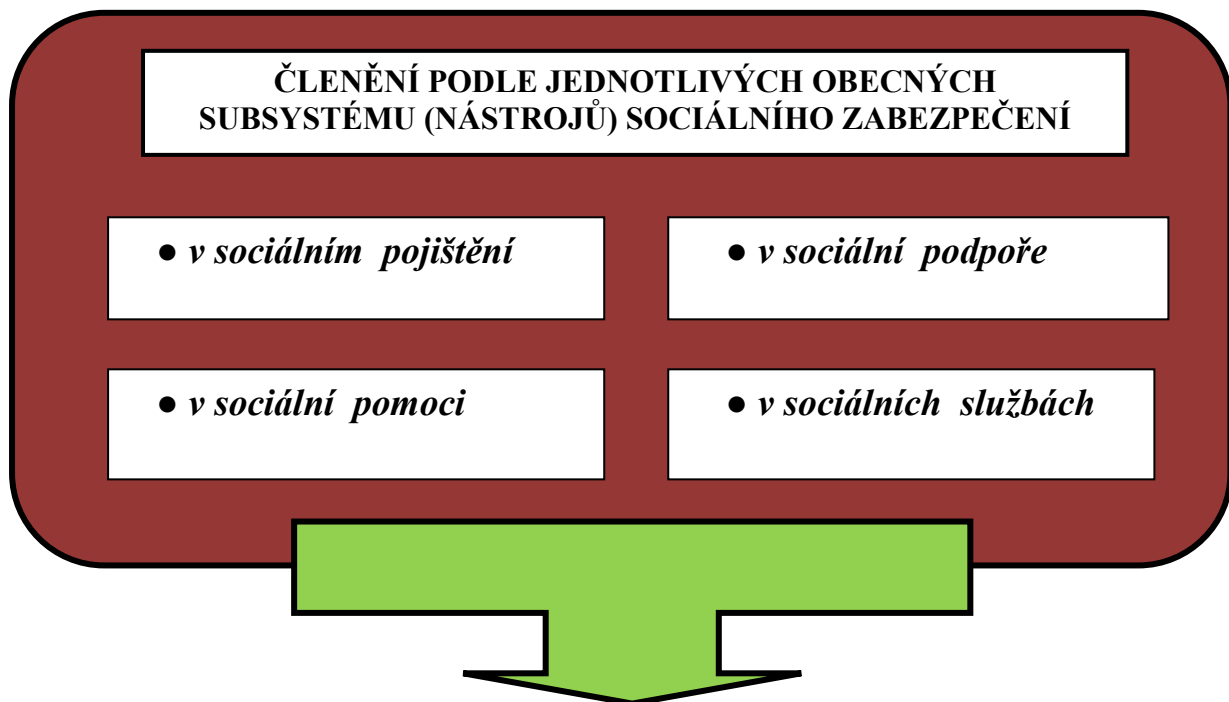 ČLENĚNÍ PODLE JEDNOTLIVÝCH OBECNÝCH
SUBSYSTÉMU (NÁSTROJŮ) SOCIÁLNÍHO ZABEZPEČENÍ
● v sociálním pojištění
● v sociální podpoře
● v sociální pomoci
● v sociálních službách